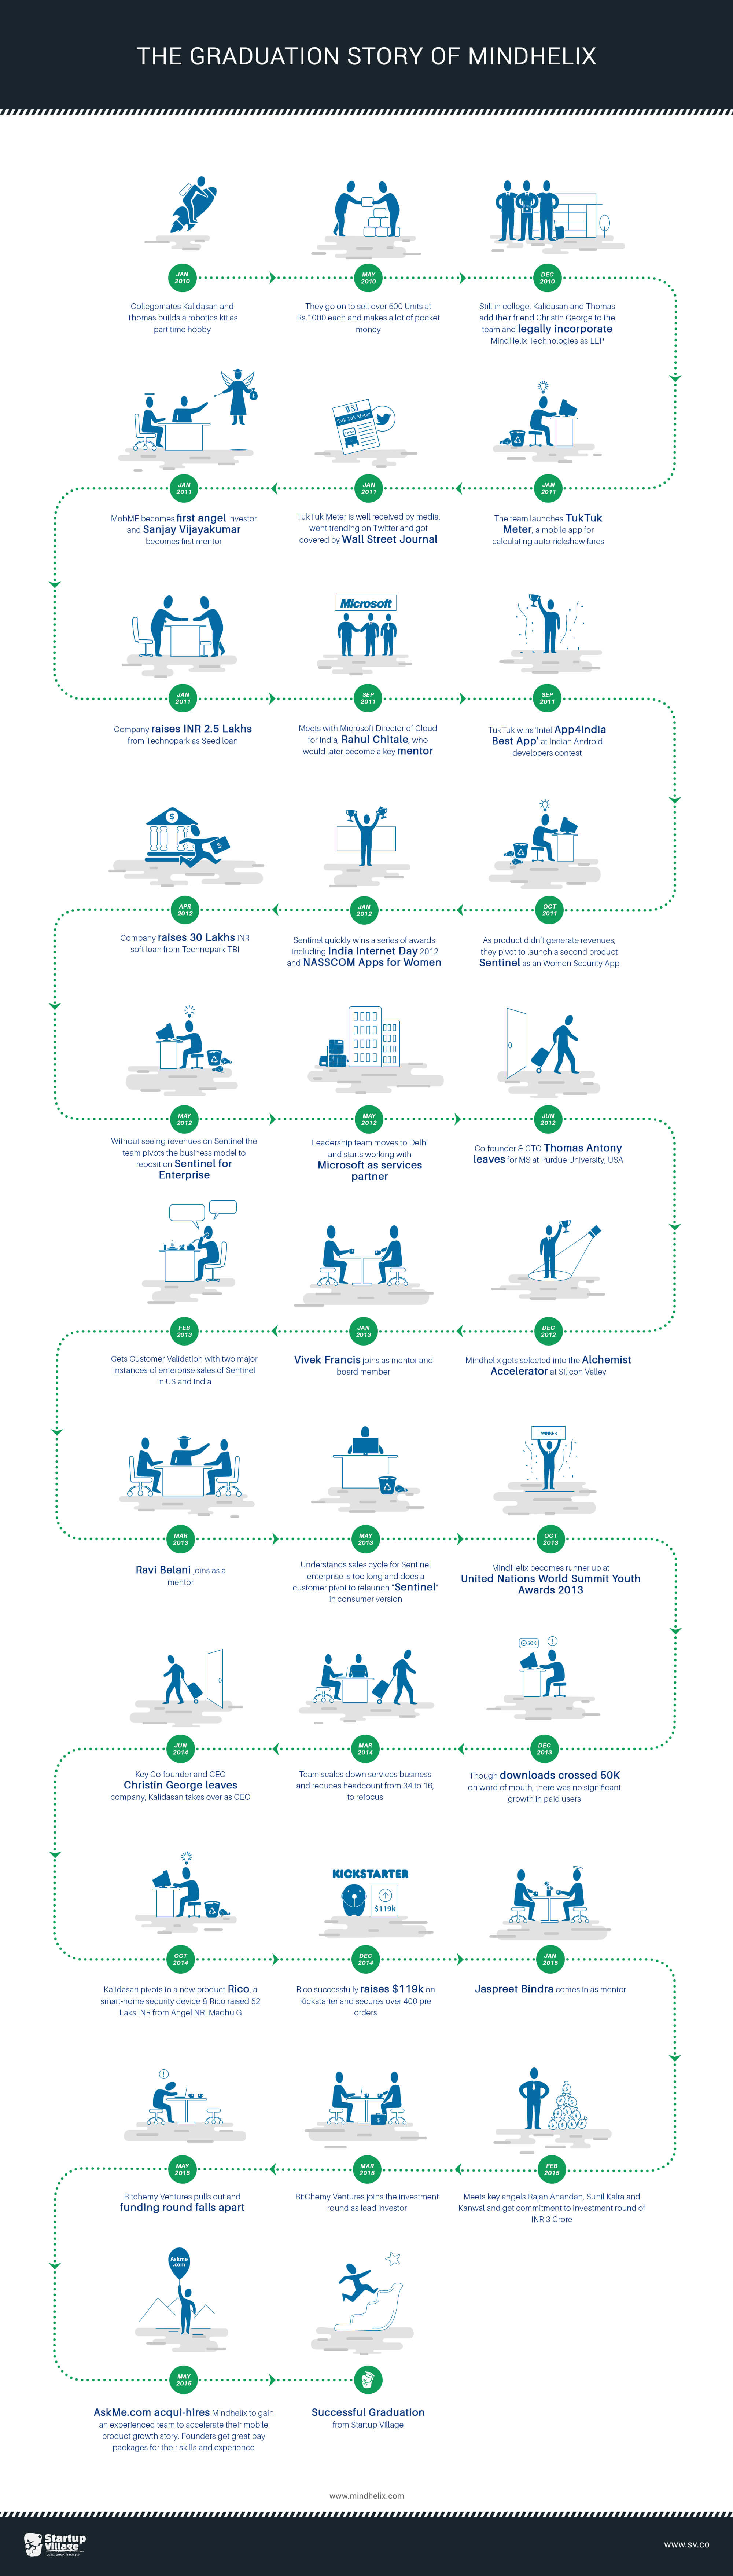 THE GRADUATION STORY OF MINDHELIX
JAN
2010
Collegemates Kalidasan and
Thomas builds a robotics kit as
part time hobby
MAY
2010
They go on to sell over 500 Units at
Rs.1000 each and makes a lot of pocket
money
DEC
2010
Still in college, Kalidasan and Thomas
add their friend Christin George to the
team and legally incorporate
MindHelix Technologies as LLP
JAN
2011
The team launches TukTuk
Meter, a mobile app for
calculating auto-rickshaw fares
WSJ
Tuk Tuk Meter
JAN
2011
TukTuk Meter is well received by media,
went trending on Twitter and got
covered by Wall Street Journal
JAN
2011
MobME becomes first angel investor
and Sanjay Vijayakumar
becomes first mentor
JAN
2011
Company raises INR 2.5 Lakhs
from Technopark as Seed loan
Microsoft
SEP
2011
Meets with Microsoft Director of Cloud
for India, Rahul Chitale, who
would later become a key mentor
SEP
2011
TukTuk wins 'Intel App4India
Best App' at Indian Android
developers contest
OCT
2011
As product didn't generate revenues,
they pivot to launch a second product
Sentinel as an Women Security App
JAN
2012
Sentinel quickly wins a series of awards
including India Internet Day 2012
and NASSCOM Apps for Women
$
$
APR
2012
Company raises 30 Lakhs INR
soft loan from Technopark TBI
MAY
2012
Without seeing revenues on Sentinel the
team pivots the business model to
reposition Sentinel for
Enterprise
MAY
2012
Leadership team moves to Delhi
and starts working with
Microsoft as services
partner
JUN
2012
Co-founder & CTO Thomas Antony
leaves for MS at Purdue University, USA
DEC
2012
Mindhelix gets selected into the Alchemist
Accelerator at Silicon Valley
JAN
2013
Vivek Francis joins as mentor and
board member
FEB
2013
Gets Customer Validation with two major
instances of enterprise sales of Sentinel
in US and India
MAR
2013
Ravi Belani joins as a
mentor
MAY
2013
Understands sales cycle for Sentinel
enterprise is too long and does a
customer pivot to relaunch "Sentinel"
in consumer version
WINNER
OCT
2013
MindHelix becomes runner up at
United Nations World Summit Youth
Awards 2013
50K
!
DEC
2013
Though downloads crossed 50K
on word of mouth, there was no significant
growth in paid users
MAR
2014
Team scales down services business
and reduces headcount from 34 to 16,
to refocus
JUN
2014
Key Co-founder and CEO
Christin George leaves
company, Kalidasan takes over as CEO
OCT
2014
Kalidasan pivots to a new product Rico, a
smart-home security device & Rico raised 52
Laks INR from Angel NRI Madhu G
KICKSTARTER
$119k
DEC
2014
Rico successfully raises $119k on
Kickstarter and secures over 400 pre
orders
JAN
2015
Jaspreet Bindra comes in as mentor
FEB
2015
Meets key angels Rajan Anandan, Sunil Kalra and
Kanwal and get commitment to investment round of
INR 3 Crore
MAR
2015
BitChemy Ventures joins the investment
round as lead investor
!
MAY
2015
Bitchemy Ventures pulls out and
funding round falls apart
Askme
.com
MAY
2015
AskMe.com acqui-hires Mindhelix to gain
an experienced team to accelerate their mobile
product growth story. Founders get great pay
packages for their skills and experience
Successful Graduation
from Startup Village
www.mindhelix.com
Startup
Village
www.sv.co